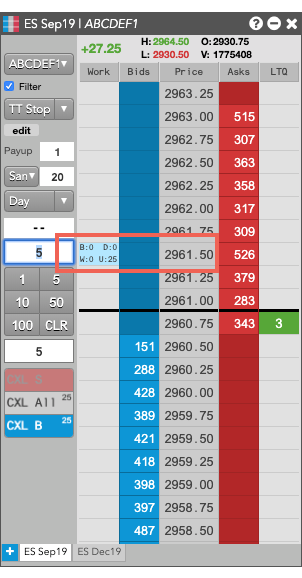 ES Sep19 | ABCDEF1
+27.25 H: 2964.50 O: 2930.75
L: 2930.50 V: 1775408
ABCDEF1
Filter
TT Stop
edit
Payup 1
San 20
Day
--
5
1 5
10 50
100 CLR
5
CXL S
CXL All 25
CXL B 25
Work Bids Price Asks LTQ
2963.25
2963.00 515
2962.75 307
2962.50 363
2962.25 358
2962.00 317
2961.75 309
B:0 D:0
W:0 U:25
2961.50 526
2961.25 379
2961.00 283
2960.75 343 3
151 2960.50
288 2960.25
428 2960.00
389 2959.75
421 2959.50
418 2959.25
398 2959.00
397 2958.75
487 2958.50
+ ES Sep19 ES Dec19